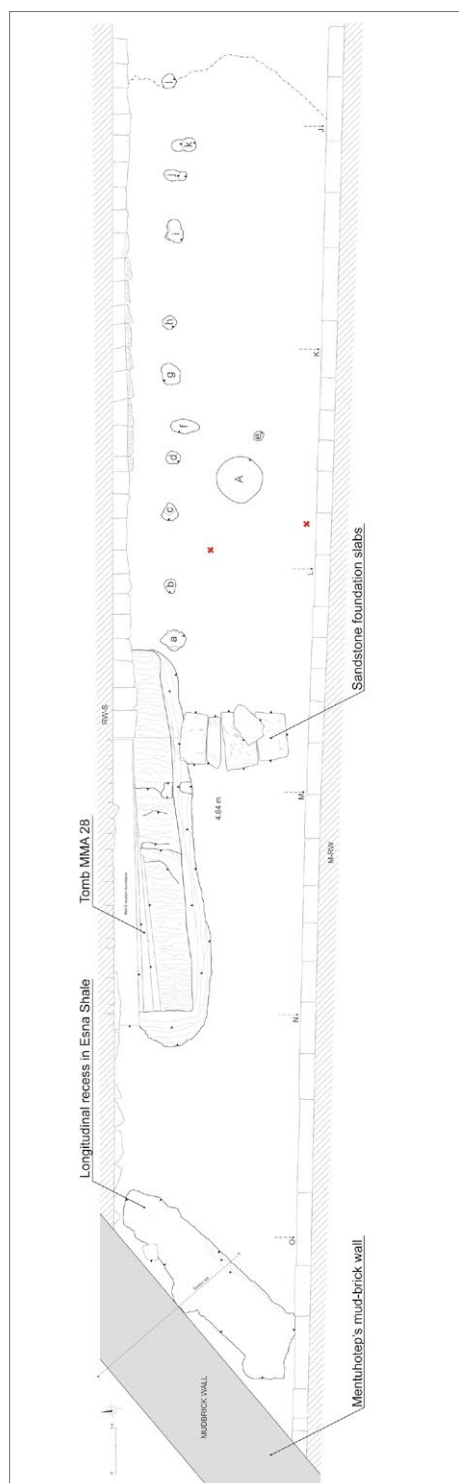 Mentuhotep's mud-brick wall
Longitudinal recess in Esna Shale
Tomb MMA 28
Sandstone foundation slabs
MUDBRICK WALL
RW-S
M-RW
4.64 m
O
N
M
L
K
J
a
b
c
d
A
e
f
g
h
i
j
k
l